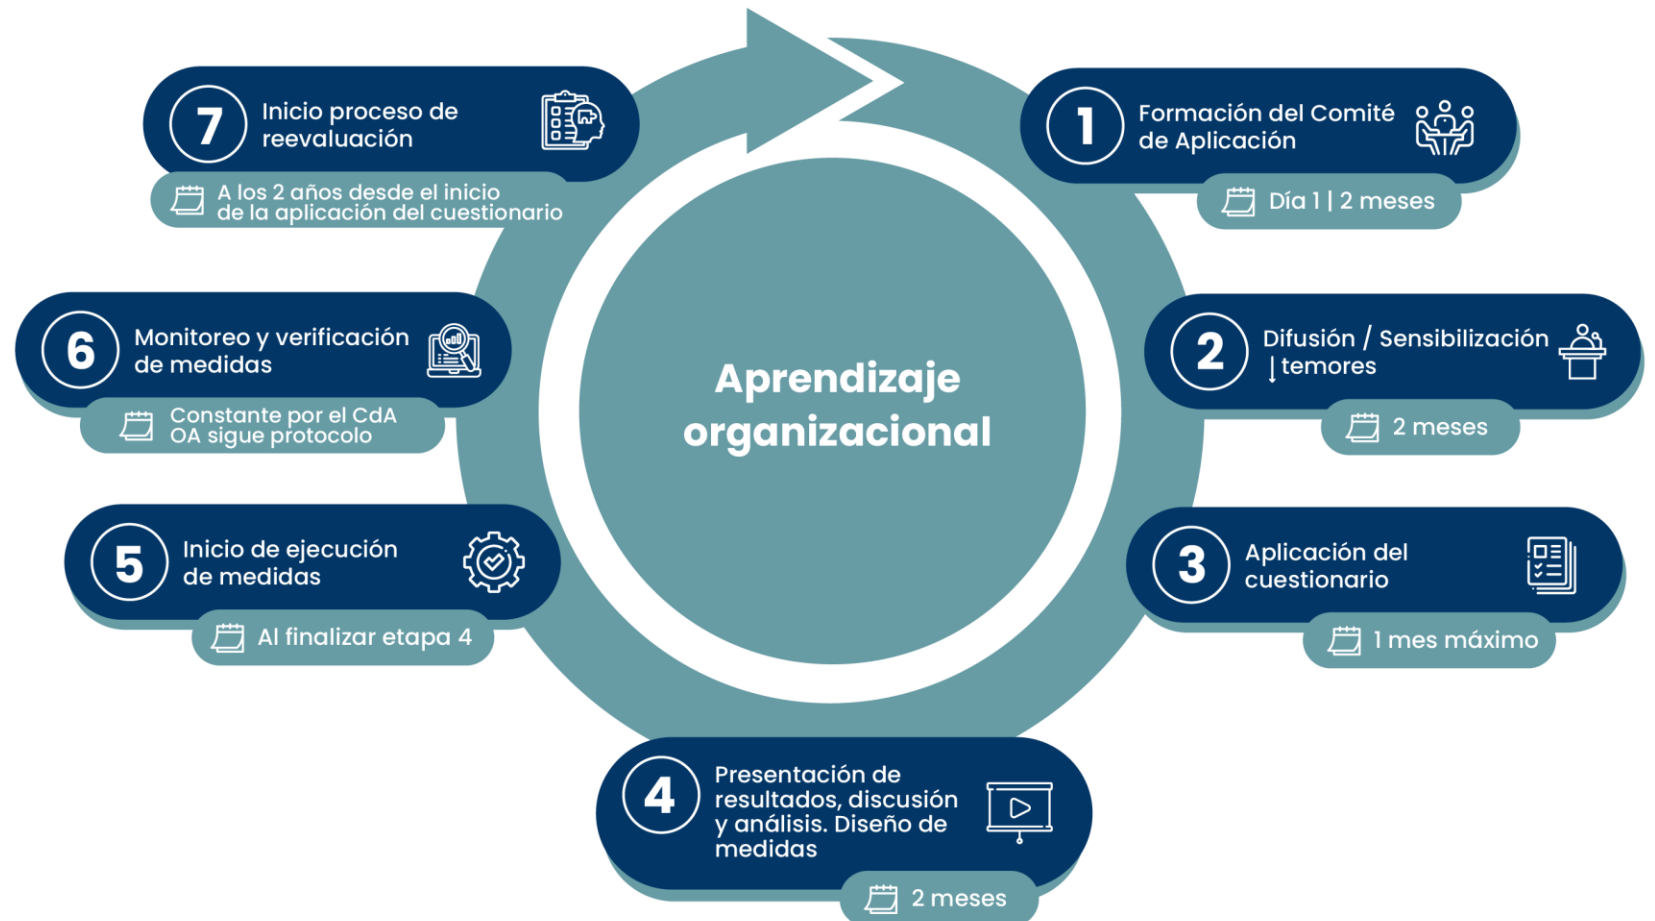 1
Formación del Comité
de Aplicación
Día 1 | 2 meses
2
Difusión / Sensibilización
↓ temores
2 meses
3
Aplicación del
cuestionario
1 mes máximo
4
Presentación de
resultados, discusión
y análisis. Diseño de
medidas
2 meses
5
Inicio de ejecución
de medidas
Al finalizar etapa 4
6
Monitoreo y verificación
de medidas
Constante por el CdA
OA sigue protocolo
7
Inicio proceso de
reevaluación
A los 2 años desde el inicio
de la aplicación del cuestionario
Aprendizaje
organizacional